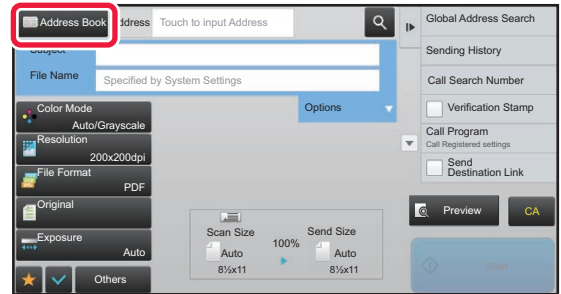 Address Book
Address
Touch to input Address
Subject
File Name
Specified by System Settings
Options
Color Mode
Auto/Grayscale
Resolution
200x200dpi
File Format
PDF
Original
Exposure
Auto
Others
Scan Size
Auto
8½x11
100%
Send Size
Auto
8½x11
Global Address Search
Sending History
Call Search Number
Verification Stamp
Call Program
Call Registered settings
Send
Destination Link
Preview
CA
Start